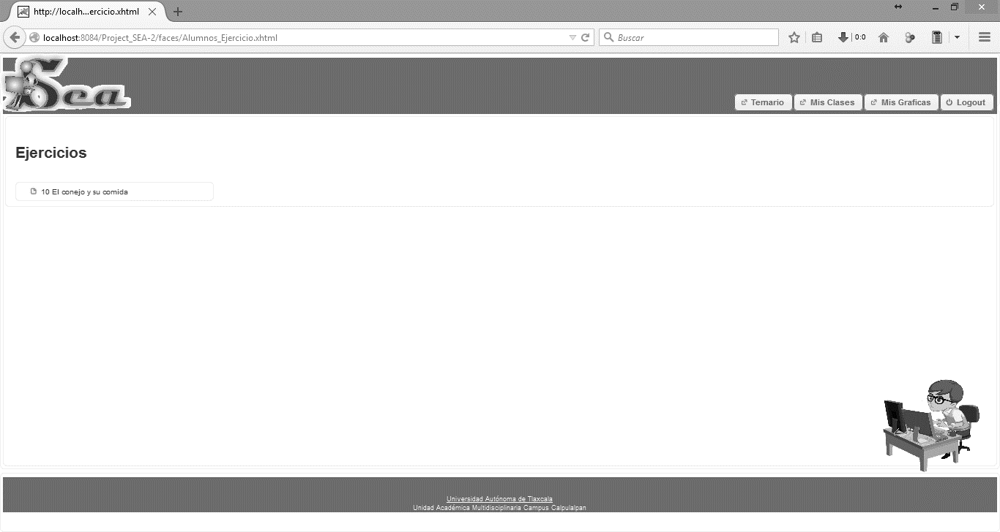 http://localh...ercicio.xhtml
localhost:8084/Project_SEA-2/faces/Alumnos_Ejercicio.xhtml
Buscar
0:0
Sea
Temario
Mis Clases
Mis Graficas
Logout
Ejercicios
10 El conejo y su comida
Universidad Autónoma de Tlaxcala
Unidad Académica Multidisciplinaria Campus Calpulalpan